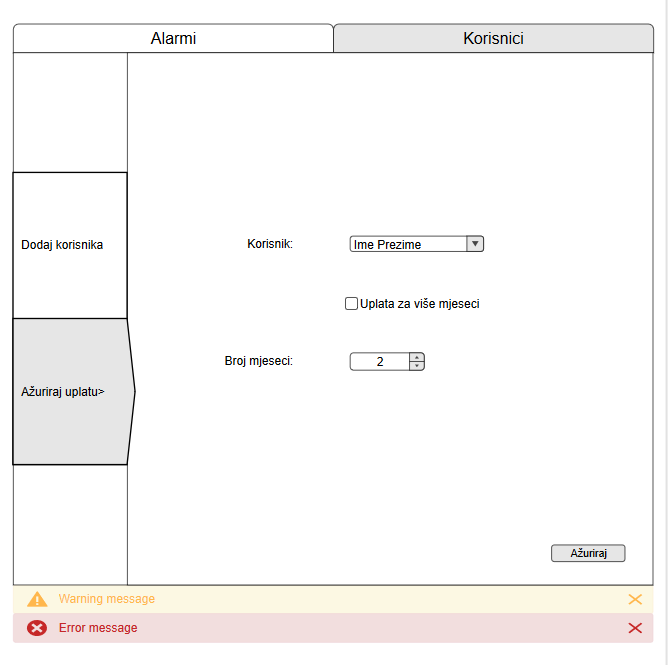 Alarmi
Korisnici
Dodaj korisnika
Korisnik:
Ime Prezime
Uplata za više mjeseci
Broj mjeseci:
2
Ažuriraj uplatu>
Ažuriraj
Warning message
Error message